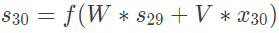 s₃₀ = f(W * s₂₉ + V * x₃₀)